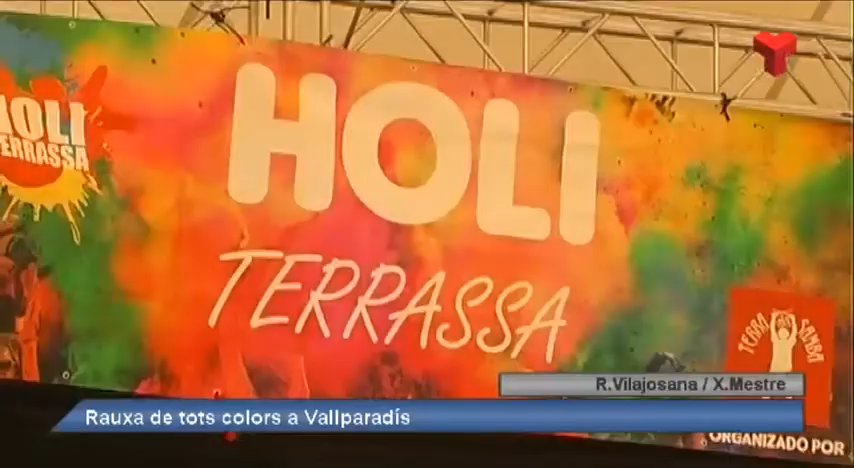 HOLI
TERRASSA
HOLI
TERRASSA
TERRA SAMBA
R.Vilajosana / X.Mestre
Rauxa de tots colors a Vallparadís
ORGANIZADO POR